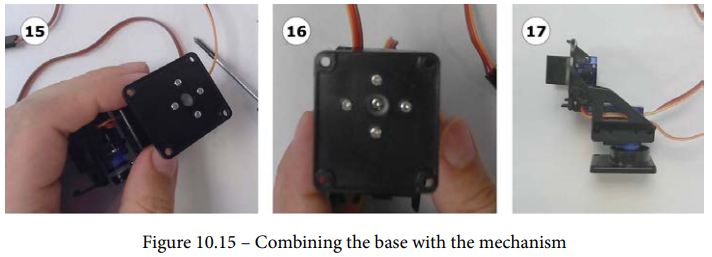 15
16
17
Figure 10.15 – Combining the base with the mechanism